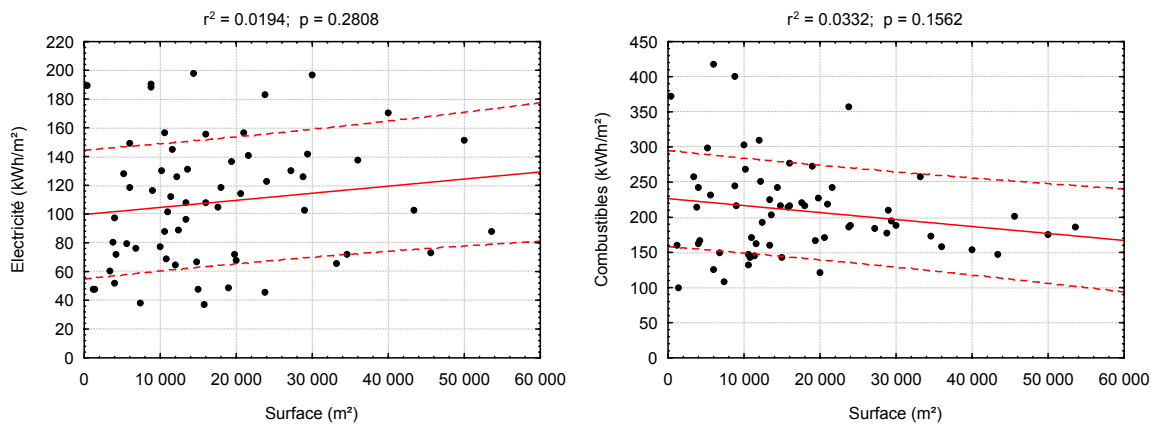 r² = 0.0194;  p = 0.2808
Electricité (kWh/m²)
220
200
180
160
140
120
100
80
60
40
20
0
0 10 000 20 000 30 000 40 000 50 000 60 000
Surface (m²)
r² = 0.0332;  p = 0.1562
Combustibles (kWh/m²)
450
400
350
300
250
200
150
100
50
0
0 10 000 20 000 30 000 40 000 50 000 60 000
Surface (m²)